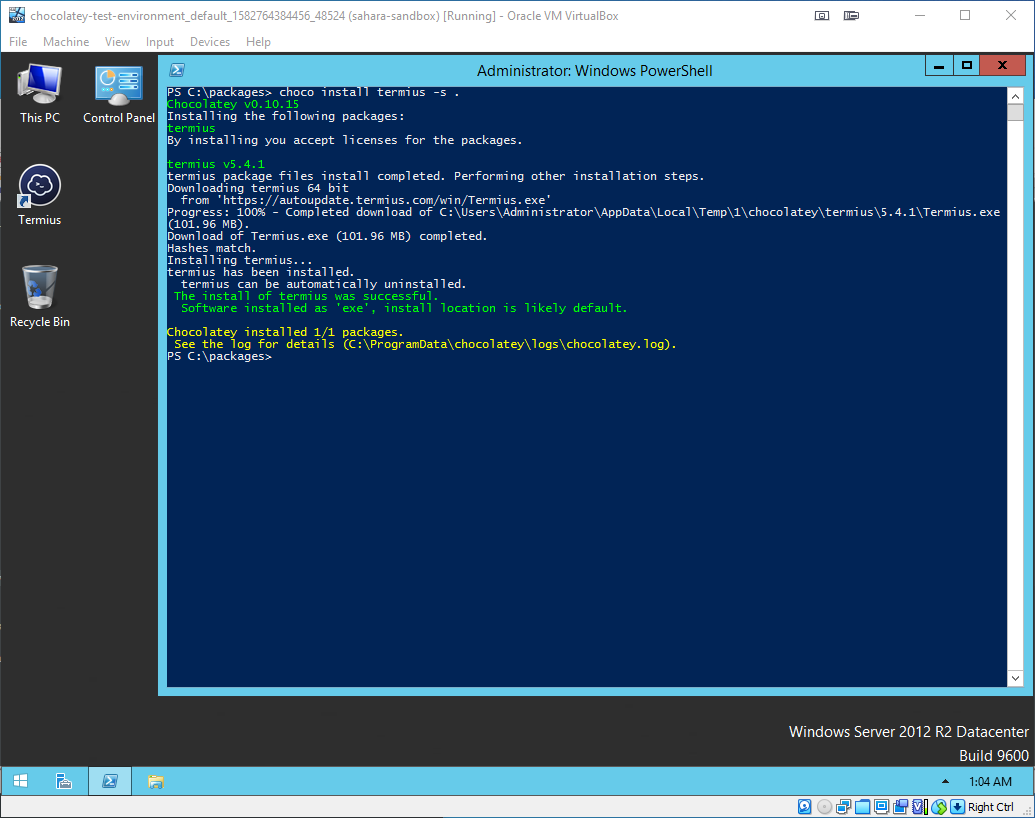 chocolatey-test-environment_default_1582764384456_48524 (sahara-sandbox) [Running] - Oracle VM VirtualBox
File Machine View Input Devices Help
This PC
Control Panel
Termius
Recycle Bin
Administrator: Windows PowerShell
PS C:\packages> choco install termius -s .
Chocolatey v0.10.15
Installing the following packages:
termius
By installing you accept licenses for the packages.
termius v5.4.1
termius package files install completed. Performing other installation steps.
Downloading termius 64 bit
from 'https://autoupdate.termius.com/win/Termius.exe'
Progress: 100% - Completed download of C:\Users\Administrator\AppData\Local\Temp\1\chocolatey\termius\5.4.1\Termius.exe
(101.96 MB).
Download of Termius.exe (101.96 MB) completed.
Hashes match.
Installing termius...
termius has been installed.
termius can be automatically uninstalled.
The install of termius was successful.
Software installed as 'exe', install location is likely default.
Chocolatey installed 1/1 packages.
See the log for details (C:\ProgramData\chocolatey\logs\chocolatey.log).
PS C:\packages>
Windows Server 2012 R2 Datacenter
Build 9600
1:04 AM
Right Ctrl